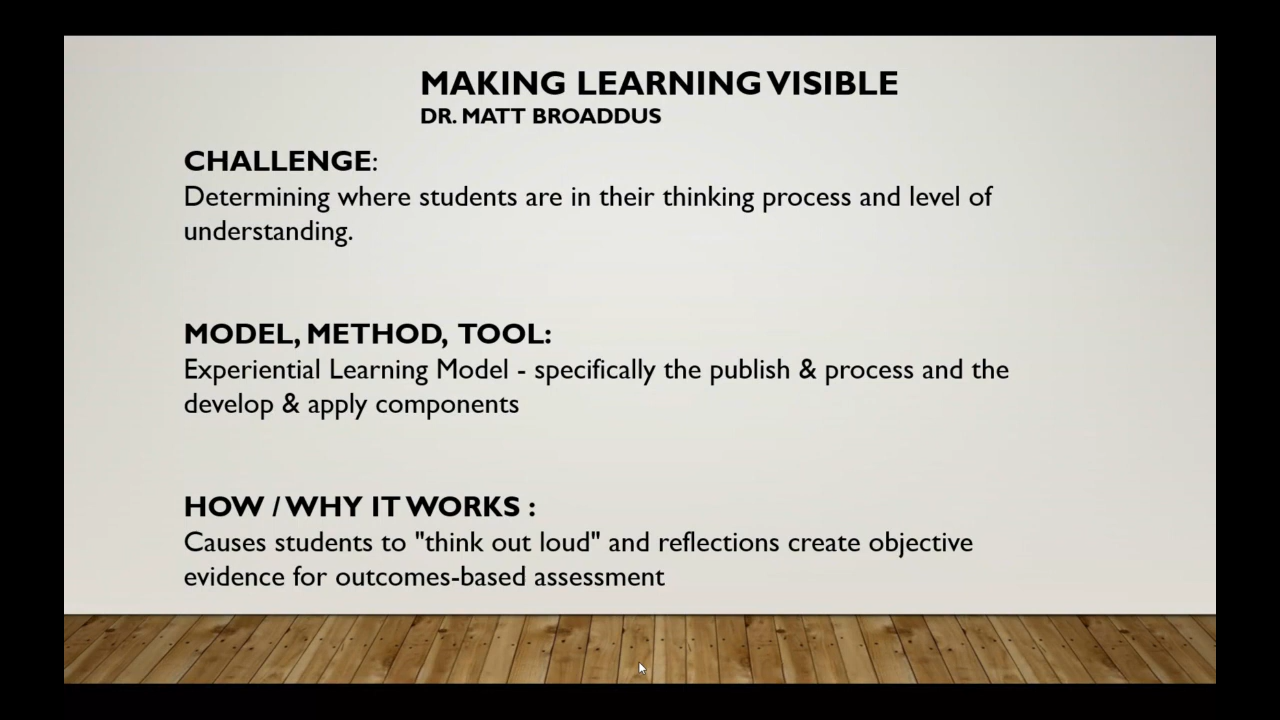 MAKING LEARNING VISIBLE
DR. MATT BROADDUS
CHALLENGE:
Determining where students are in their thinking process and level of
understanding.
MODEL, METHOD, TOOL:
Experiential Learning Model - specifically the publish & process and the
develop & apply components
HOW / WHY IT WORKS :
Causes students to "think out loud" and reflections create objective
evidence for outcomes-based assessment